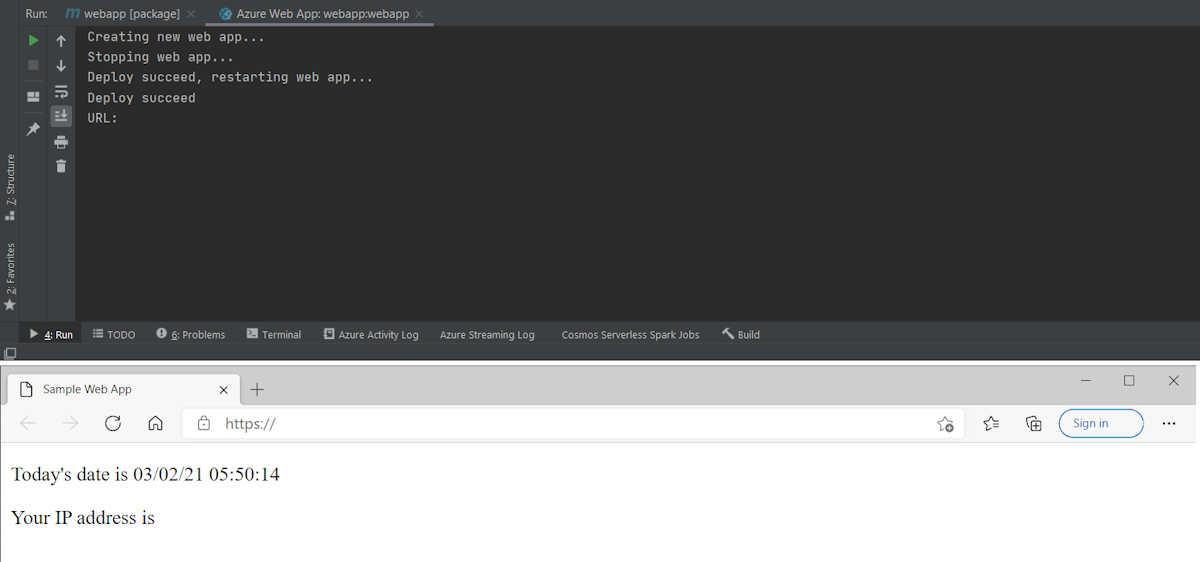 Run: webapp [package] Azure Web App: webapp:webapp
Creating new web app...
Stopping web app...
Deploy succeed, restarting web app...
Deploy succeed
URL:
Z: Structure
2: Favorites
4: Run TODO 6: Problems Terminal Azure Activity Log Azure Streaming Log Cosmos Serverless Spark Jobs Build
Sample Web App
https:// Sign in
Today's date is 03/02/21 05:50:14
Your IP address is